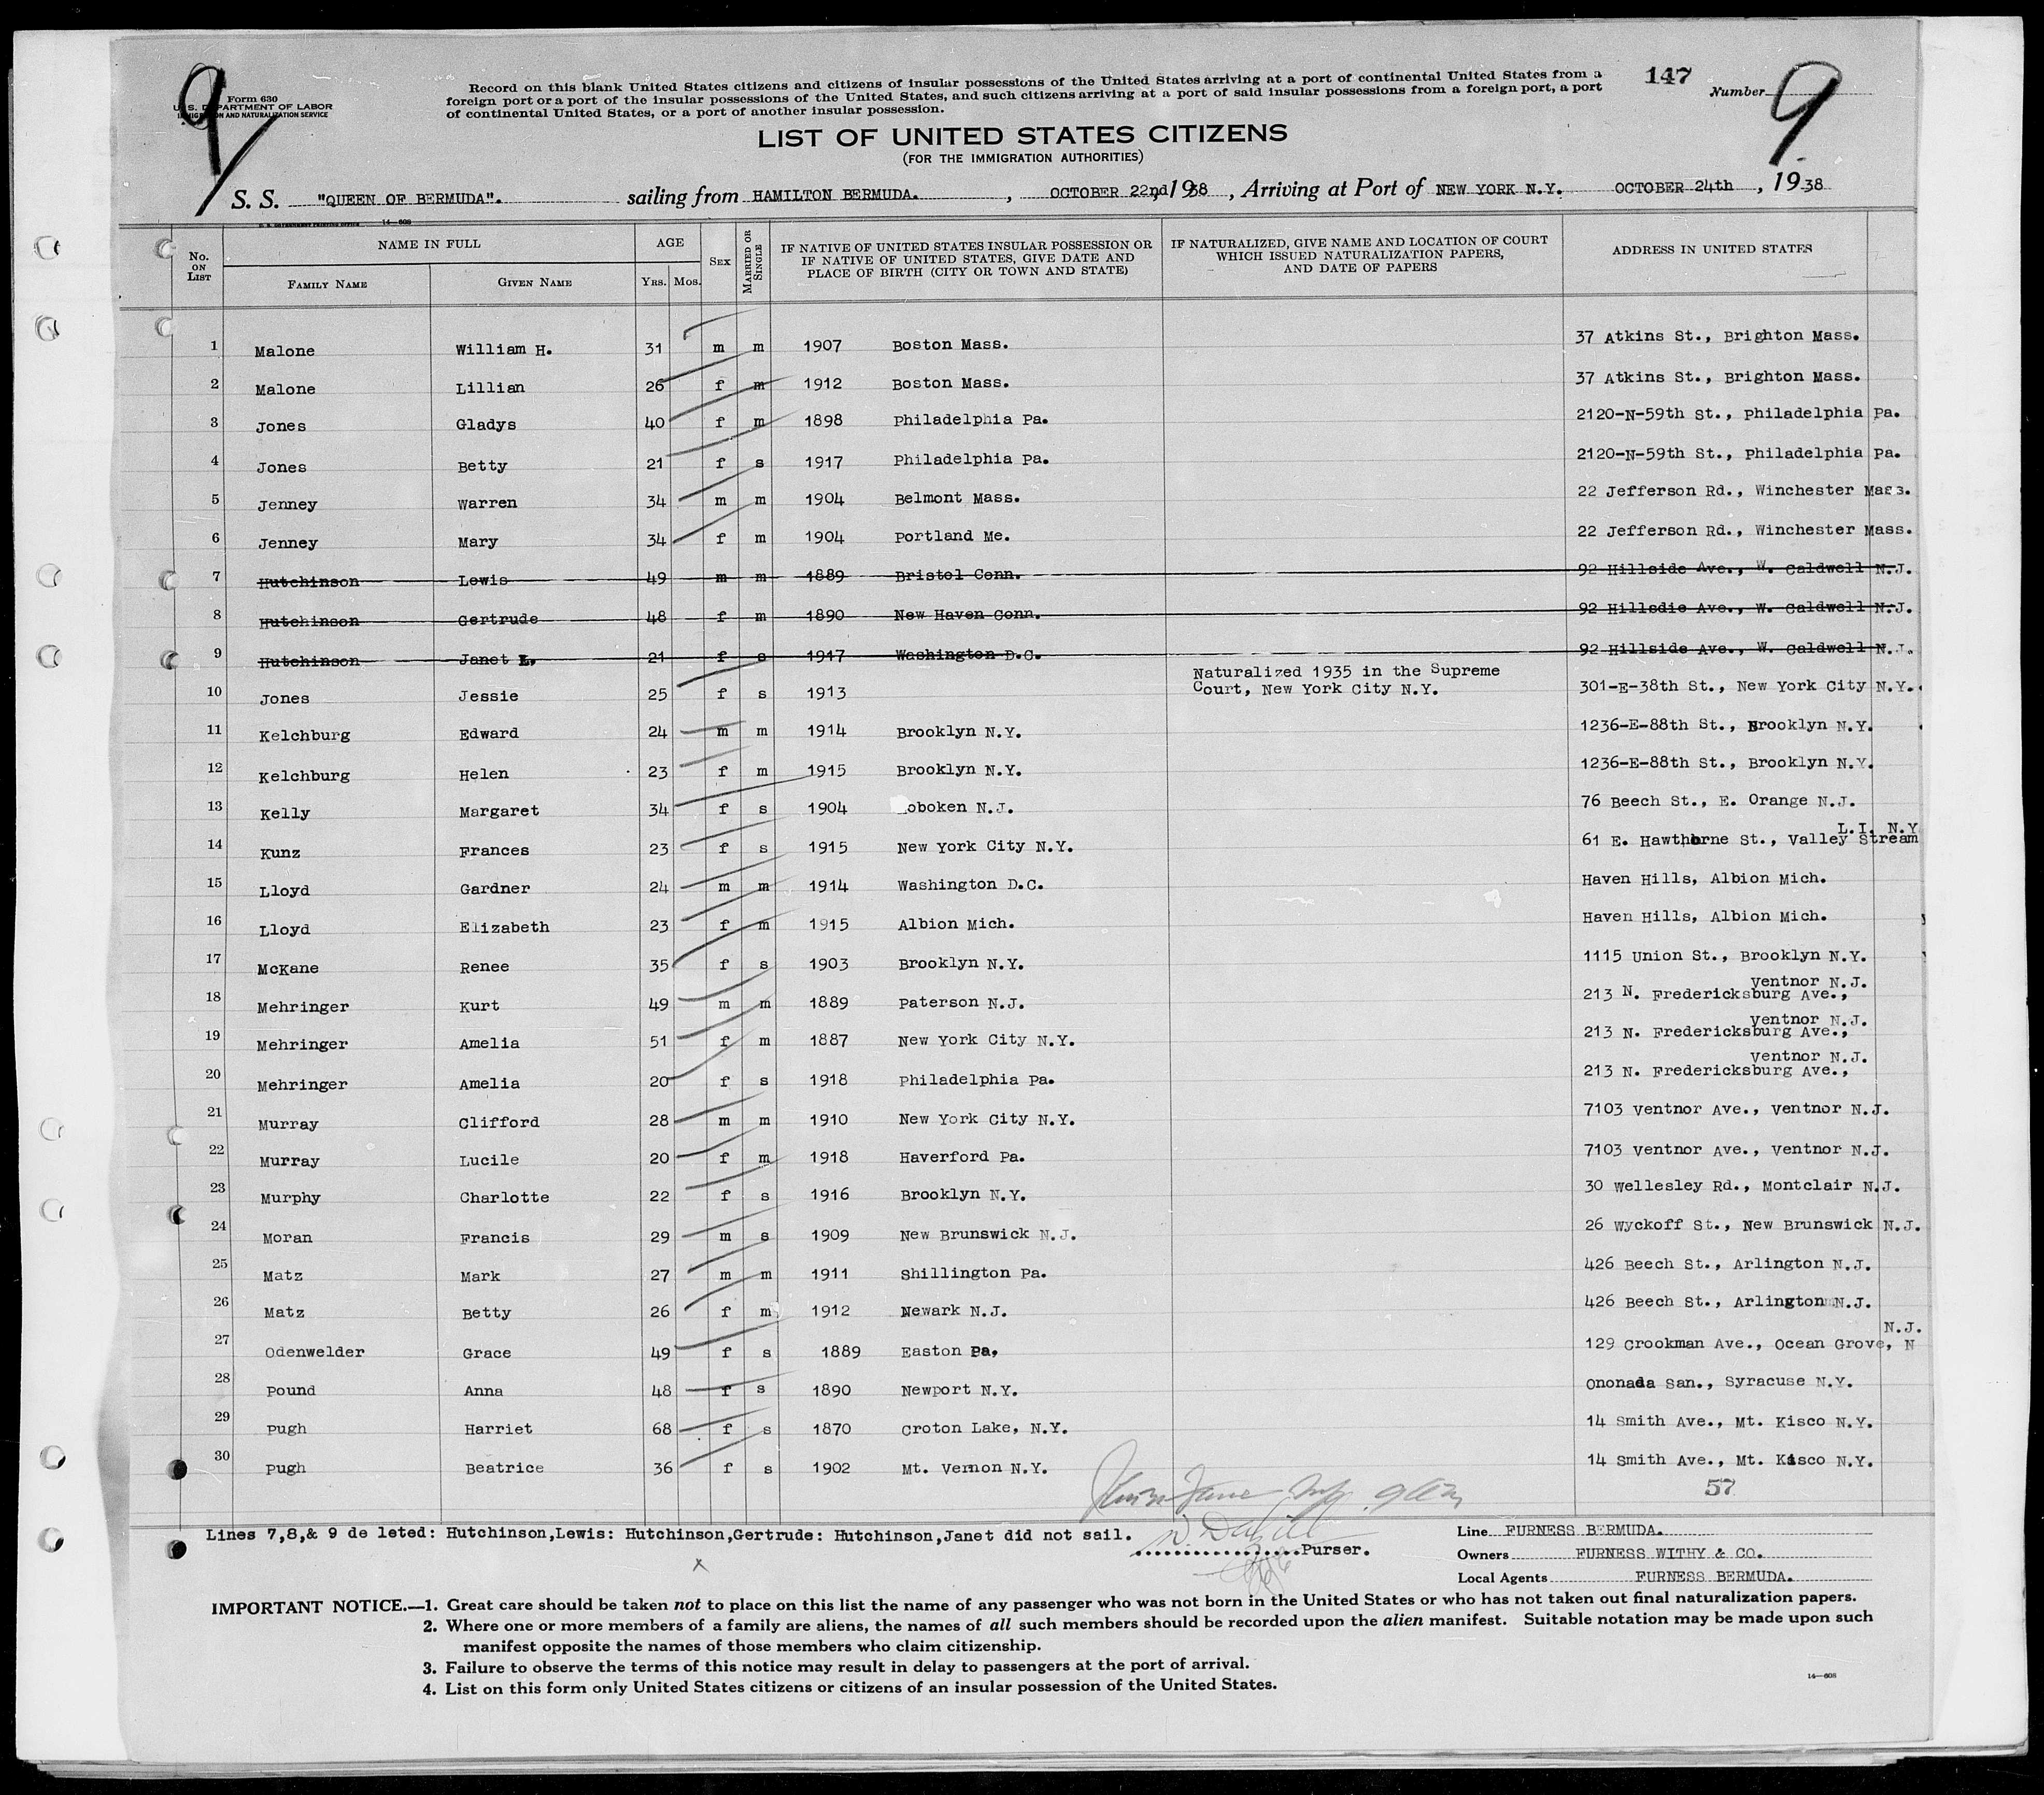 9
Form 630
U. S. DEPARTMENT OF LABOR
IMMIGRATION AND NATURALIZATION SERVICE
Record on this blank United States citizens and citizens of insular possessions of the United States arriving at a port of continental United States from a
foreign port or a port of the insular possessions of the United States, and such citizens arriving at a port of said insular possessions from a foreign port, a port
of continental United States, or a port of another insular possession.
147
Number 9
LIST OF UNITED STATES CITIZENS
(FOR THE IMMIGRATION AUTHORITIES)
S. S. "QUEEN OF BERMUDA". sailing from HAMILTON BERMUDA. , OCTOBER 22nd, 1938 , Arriving at Port of NEW YORK N.Y. OCTOBER 24th , 1938
U. S. GOVERNMENT PRINTING OFFICE 14—608
No. ON LIST NAME IN FULL FAMILY NAME GIVEN NAME AGE YRS. MOS. SEX MARRIED OR SINGLE IF NATIVE OF UNITED STATES INSULAR POSSESSION OR IF NATIVE OF UNITED STATES, GIVE DATE AND PLACE OF BIRTH (CITY OR TOWN AND STATE) IF NATURALIZED, GIVE NAME AND LOCATION OF COURT WHICH ISSUED NATURALIZATION PAPERS, AND DATE OF PAPERS ADDRESS IN UNITED STATES
1 Malone William H. 31 m m 1907 Boston Mass. 37 Atkins St., Brighton Mass.
2 Malone Lillian 26 f m 1912 Boston Mass. 37 Atkins St., Brighton Mass.
3 Jones Gladys 40 f m 1898 Philadelphia Pa. 2120-N-59th St., Philadelphia Pa.
4 Jones Betty 21 f s 1917 Philadelphia Pa. 2120-N-59th St., Philadelphia Pa.
5 Jenney Warren 34 m m 1904 Belmont Mass. 22 Jefferson Rd., Winchester Mass.
6 Jenney Mary 34 f m 1904 Portland Me. 22 Jefferson Rd., Winchester Mass.
7 Hutchinson Lewis 49 m m 1889 Bristol Conn. 92 Hillside Ave., W. Caldwell N.J.
8 Hutchinson Gertrude 48 f m 1890 New Haven Conn. 92 Hillsdie Ave., W. Caldwell N.J.
9 Hutchinson Janet L. 21 f s 1917 Washington D.C. 92 Hillside Ave., W. Caldwell N.J.
10 Jones Jessie 25 f s 1913 Naturalized 1935 in the Supreme Court, New York City N.Y. 301-E-38th St., New York City N.Y.
11 Kelchburg Edward 24 m m 1914 Brooklyn N.Y. 1236-E-88th St., Brooklyn N.Y.
12 Kelchburg Helen 23 f m 1915 Brooklyn N.Y. 1236-E-88th St., Brooklyn N.Y.
13 Kelly Margaret 34 f s 1904 oboken N.J. 76 Beech St., E. Orange N.J.
14 Kunz Frances 23 f s 1915 New York City N.Y. 61 E. Hawthorne St., Valley Stream L.I. N.Y
15 Lloyd Gardner 24 m m 1914 Washington D.C. Haven Hills, Albion Mich.
16 Lloyd Elizabeth 23 f m 1915 Albion Mich. Haven Hills, Albion Mich.
17 McKane Renee 35 f s 1903 Brooklyn N.Y. 1115 Union St., Brooklyn N.Y.
18 Mehringer Kurt 49 m m 1889 Paterson N.J. 213 N. Fredericksburg Ave., Ventnor N.J.
19 Mehringer Amelia 51 f m 1887 New York City N.Y. 213 N. Fredericksburg Ave., Ventnor N.J.
20 Mehringer Amelia 20 f s 1918 Philadelphia Pa. 213 N. Fredericksburg Ave., Ventnor N.J.
21 Murray Clifford 28 m m 1910 New York City N.Y. 7103 Ventnor Ave., Ventnor N.J.
22 Murray Lucile 20 f m 1918 Haverford Pa. 7103 Ventnor Ave., Ventnor N.J.
23 Murphy Charlotte 22 f s 1916 Brooklyn N.Y. 30 Wellesley Rd., Montclair N.J.
24 Moran Francis 29 m s 1909 New Brunswick N.J. 26 Wyckoff St., New Brunswick N.J.
25 Matz Mark 27 m m 1911 Shillington Pa. 426 Beech St., Arlington N.J.
26 Matz Betty 26 f m 1912 Newark N.J. 426 Beech St., Arlington N.J.
27 Odenwelder Grace 49 f s 1889 Easton Pa. 129 Crookman Ave., Ocean Grove, N N.J.
28 Pound Anna 48 f s 1890 Newport N.Y. Ononada San., Syracuse N.Y.
29 Pugh Harriet 68 f s 1870 Croton Lake, N.Y. 14 Smith Ave., Mt. Kisco N.Y.
30 Pugh Beatrice 36 f s 1902 Mt. Vernon N.Y. 14 Smith Ave., Mt. Kisco N.Y.
57
Lines 7,8,& 9 de leted: Hutchinson,Lewis: Hutchinson,Gertrude: Hutchinson,Janet did not sail.
..................Purser.
x
Line FURNESS BERMUDA.
Owners FURNESS WITHY & CO.
Local Agents FURNESS BERMUDA.
IMPORTANT NOTICE.—1. Great care should be taken not to place on this list the name of any passenger who was not born in the United States or who has not taken out final naturalization papers.
2. Where one or more members of a family are aliens, the names of all such members should be recorded upon the alien manifest. Suitable notation may be made upon such
manifest opposite the names of those members who claim citizenship.
3. Failure to observe the terms of this notice may result in delay to passengers at the port of arrival.
4. List on this form only United States citizens or citizens of an insular possession of the United States.
14—608